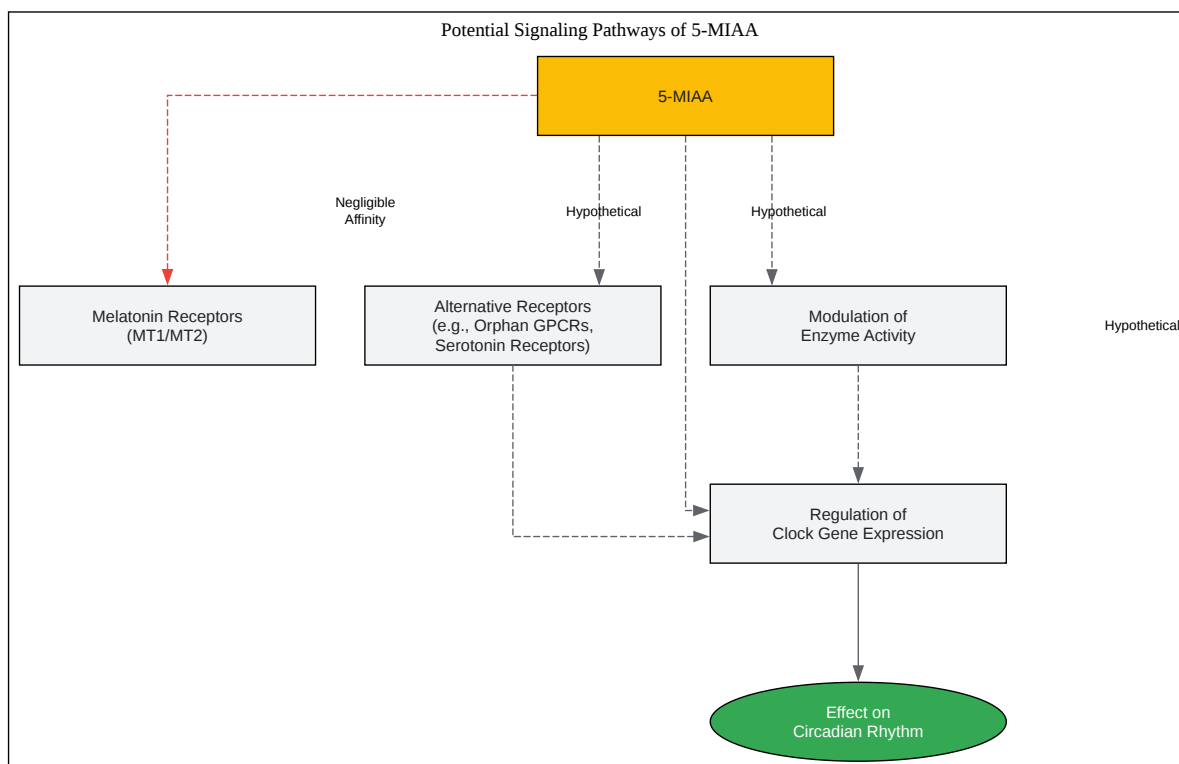 Potential Signaling Pathways of 5-MIAA
5-MIAA
Negligible
Affinity
Hypothetical
Hypothetical
Melatonin Receptors
(MT1/MT2)
Alternative Receptors
(e.g., Orphan GPCRs,
Serotonin Receptors)
Modulation of
Enzyme Activity
Hypothetical
Regulation of
Clock Gene Expression
Effect on
Circadian Rhythm